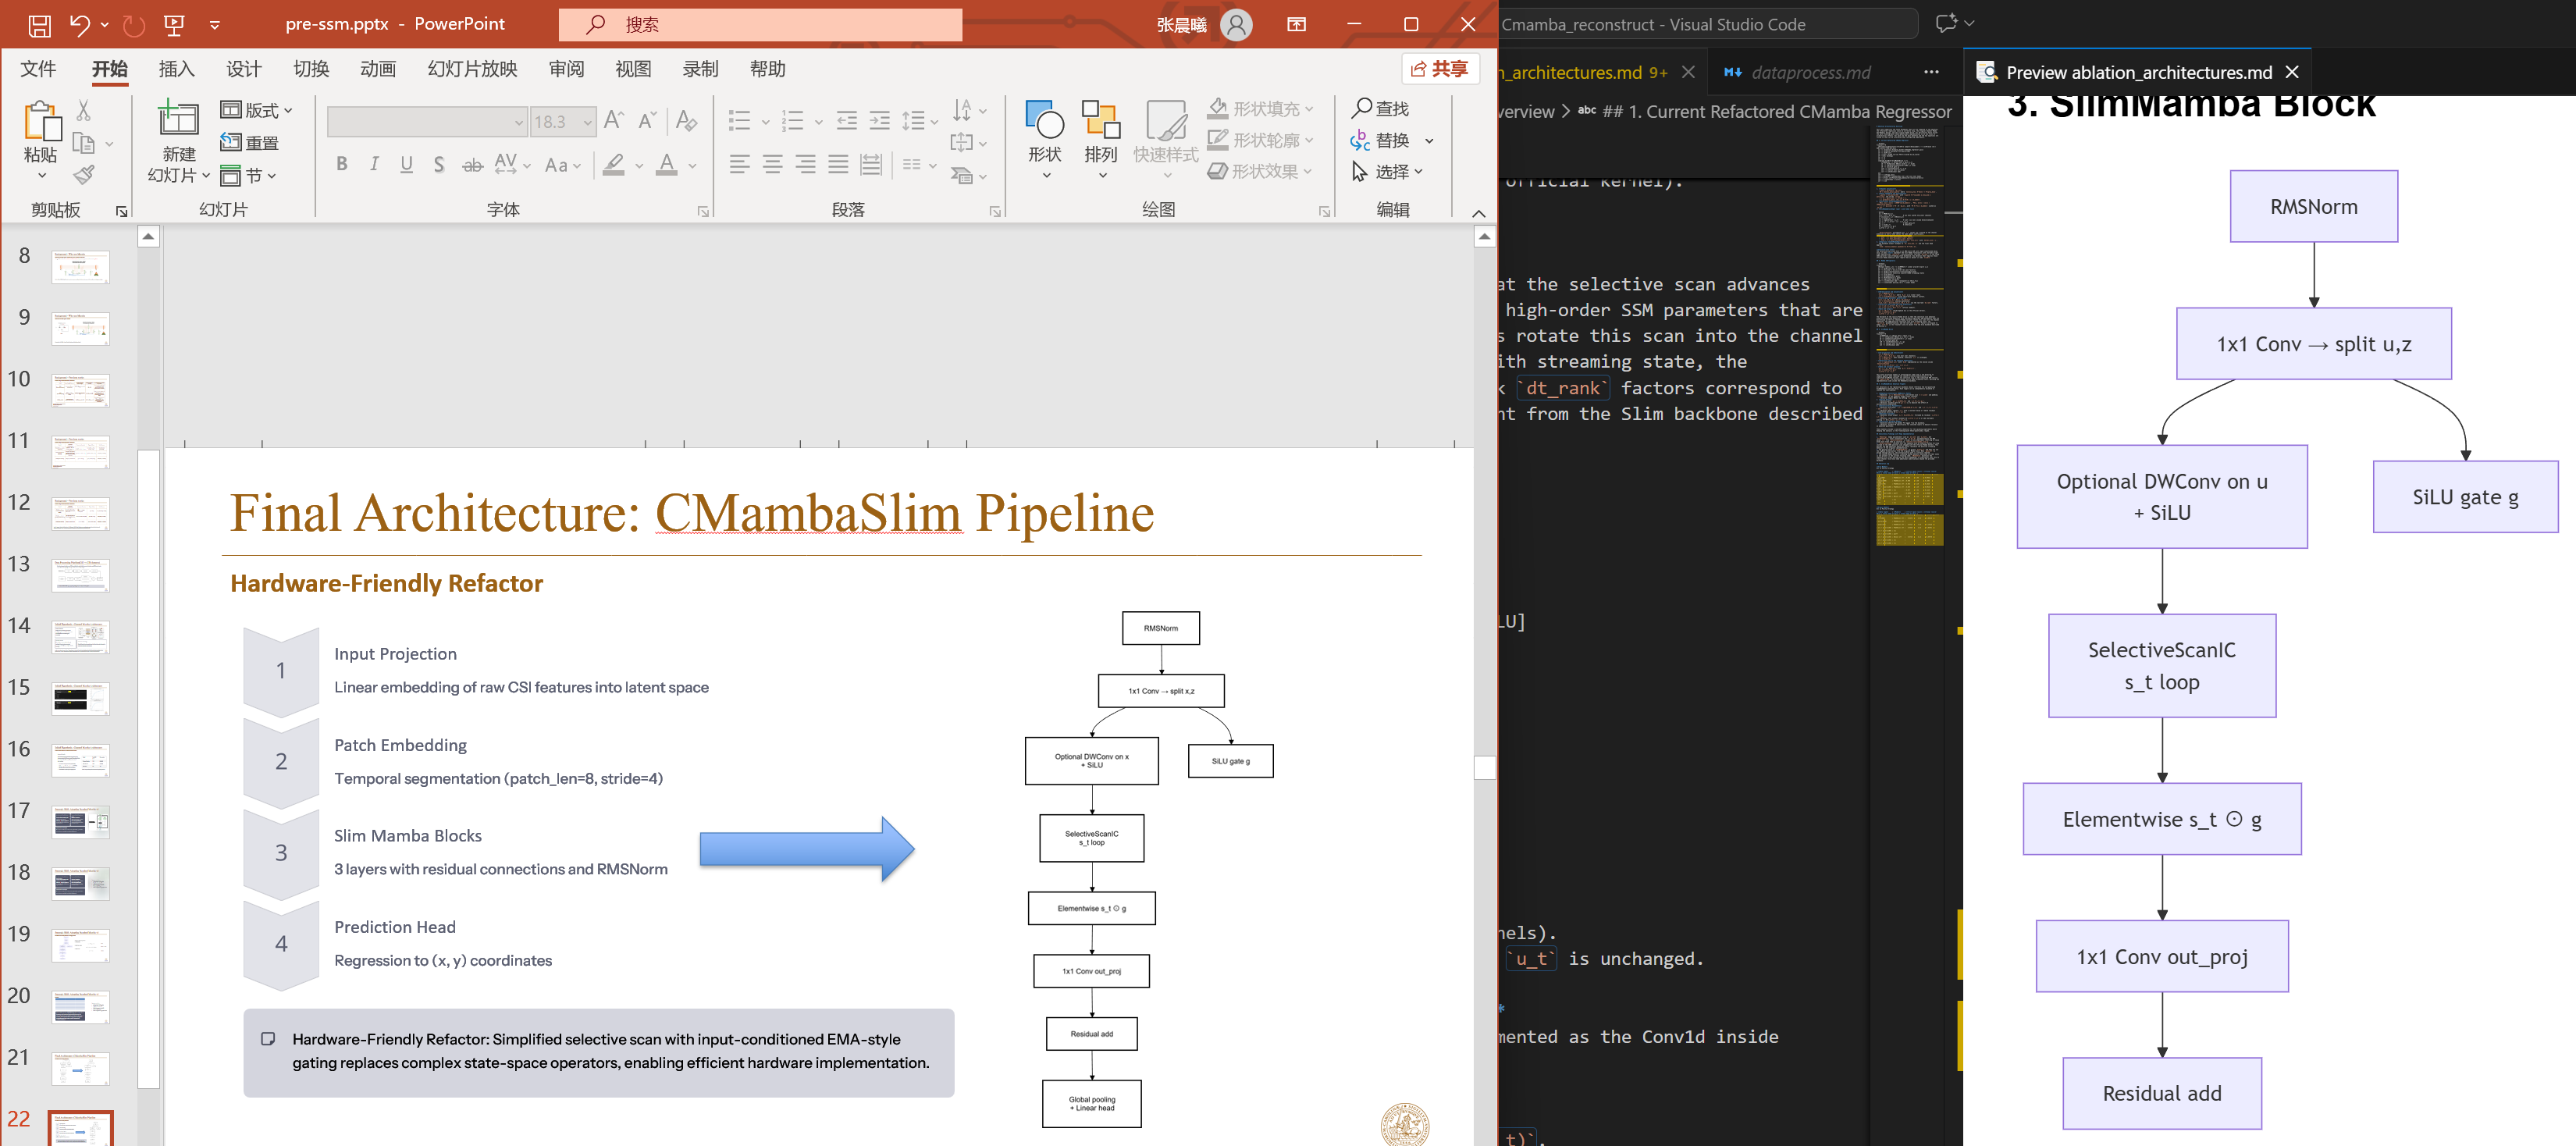 pre-ssm.pptx - PowerPoint
搜索
张晨曦
文件 开始 插入 设计 切换 动画 幻灯片放映 审阅 视图 录制 帮助
共享
粘贴
剪贴板
新建
幻灯片
版式
重置
节
幻灯片
18.3
B I U S ab AV Aa A
字体
段落
形状
排列
快速样式
形状填充
形状轮廓
形状效果
绘图
查找
替换
选择
编辑
8
9
10
11
12
13
14
15
16
17
18
19
20
21
22
Final Architecture: CMambaSlim Pipeline
Hardware-Friendly Refactor
1
Input Projection
Linear embedding of raw CSI features into latent space
2
Patch Embedding
Temporal segmentation (patch_len=8, stride=4)
3
Slim Mamba Blocks
3 layers with residual connections and RMSNorm
4
Prediction Head
Regression to (x, y) coordinates
Hardware-Friendly Refactor: Simplified selective scan with input-conditioned EMA-style
gating replaces complex state-space operators, enabling efficient hardware implementation.
RMSNorm
1x1 Conv → split x,z
Optional DWConv on x
+ SiLU
SiLU gate g
SelectiveScanIC
s_t loop
Elementwise s_t ⊙ g
1x1 Conv out_proj
Residual add
Global pooling
+ Linear head
Cmamba_reconstruct - Visual Studio Code
n_architectures.md 9+
dataprocess.md
Preview ablation_architectures.md
verview > abc ## 1. Current Refactored CMamba Regressor
official kernel).
at the selective scan advances
high-order SSM parameters that are
s rotate this scan into the channel
ith streaming state, the
k `dt_rank` factors correspond to
nt from the Slim backbone described
LU]
nels).
`u_t` is unchanged.
*
mented as the Conv1d inside
t)`.
3. SlimMamba Block
RMSNorm
1x1 Conv → split u,z
Optional DWConv on u
+ SiLU
SiLU gate g
SelectiveScanIC
s_t loop
Elementwise s_t ⊙ g
1x1 Conv out_proj
Residual add